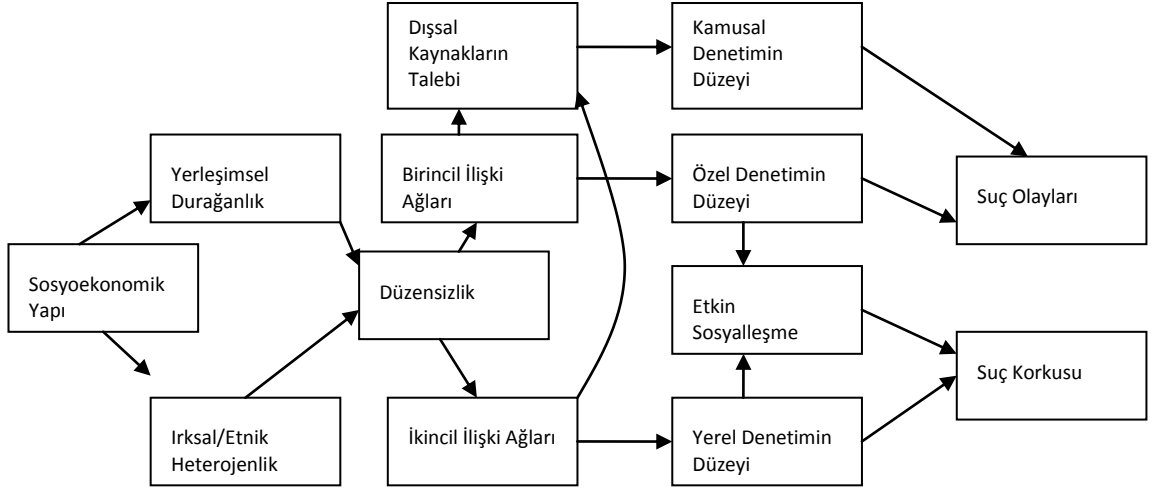 Dışsal
Kaynakların
Talebi
Kamusal
Denetimin
Düzeyi
Yerleşimsel
Durağanlık
Birincil İlişki
Ağları
Özel Denetimin
Düzeyi
Suç Olayları
Sosyoekonomik
Yapı
Düzensizlik
Etkin
Sosyalleşme
Suç Korkusu
Irksal/Etnik
Heterojenlik
İkincil İlişki Ağları
Yerel Denetimin
Düzeyi